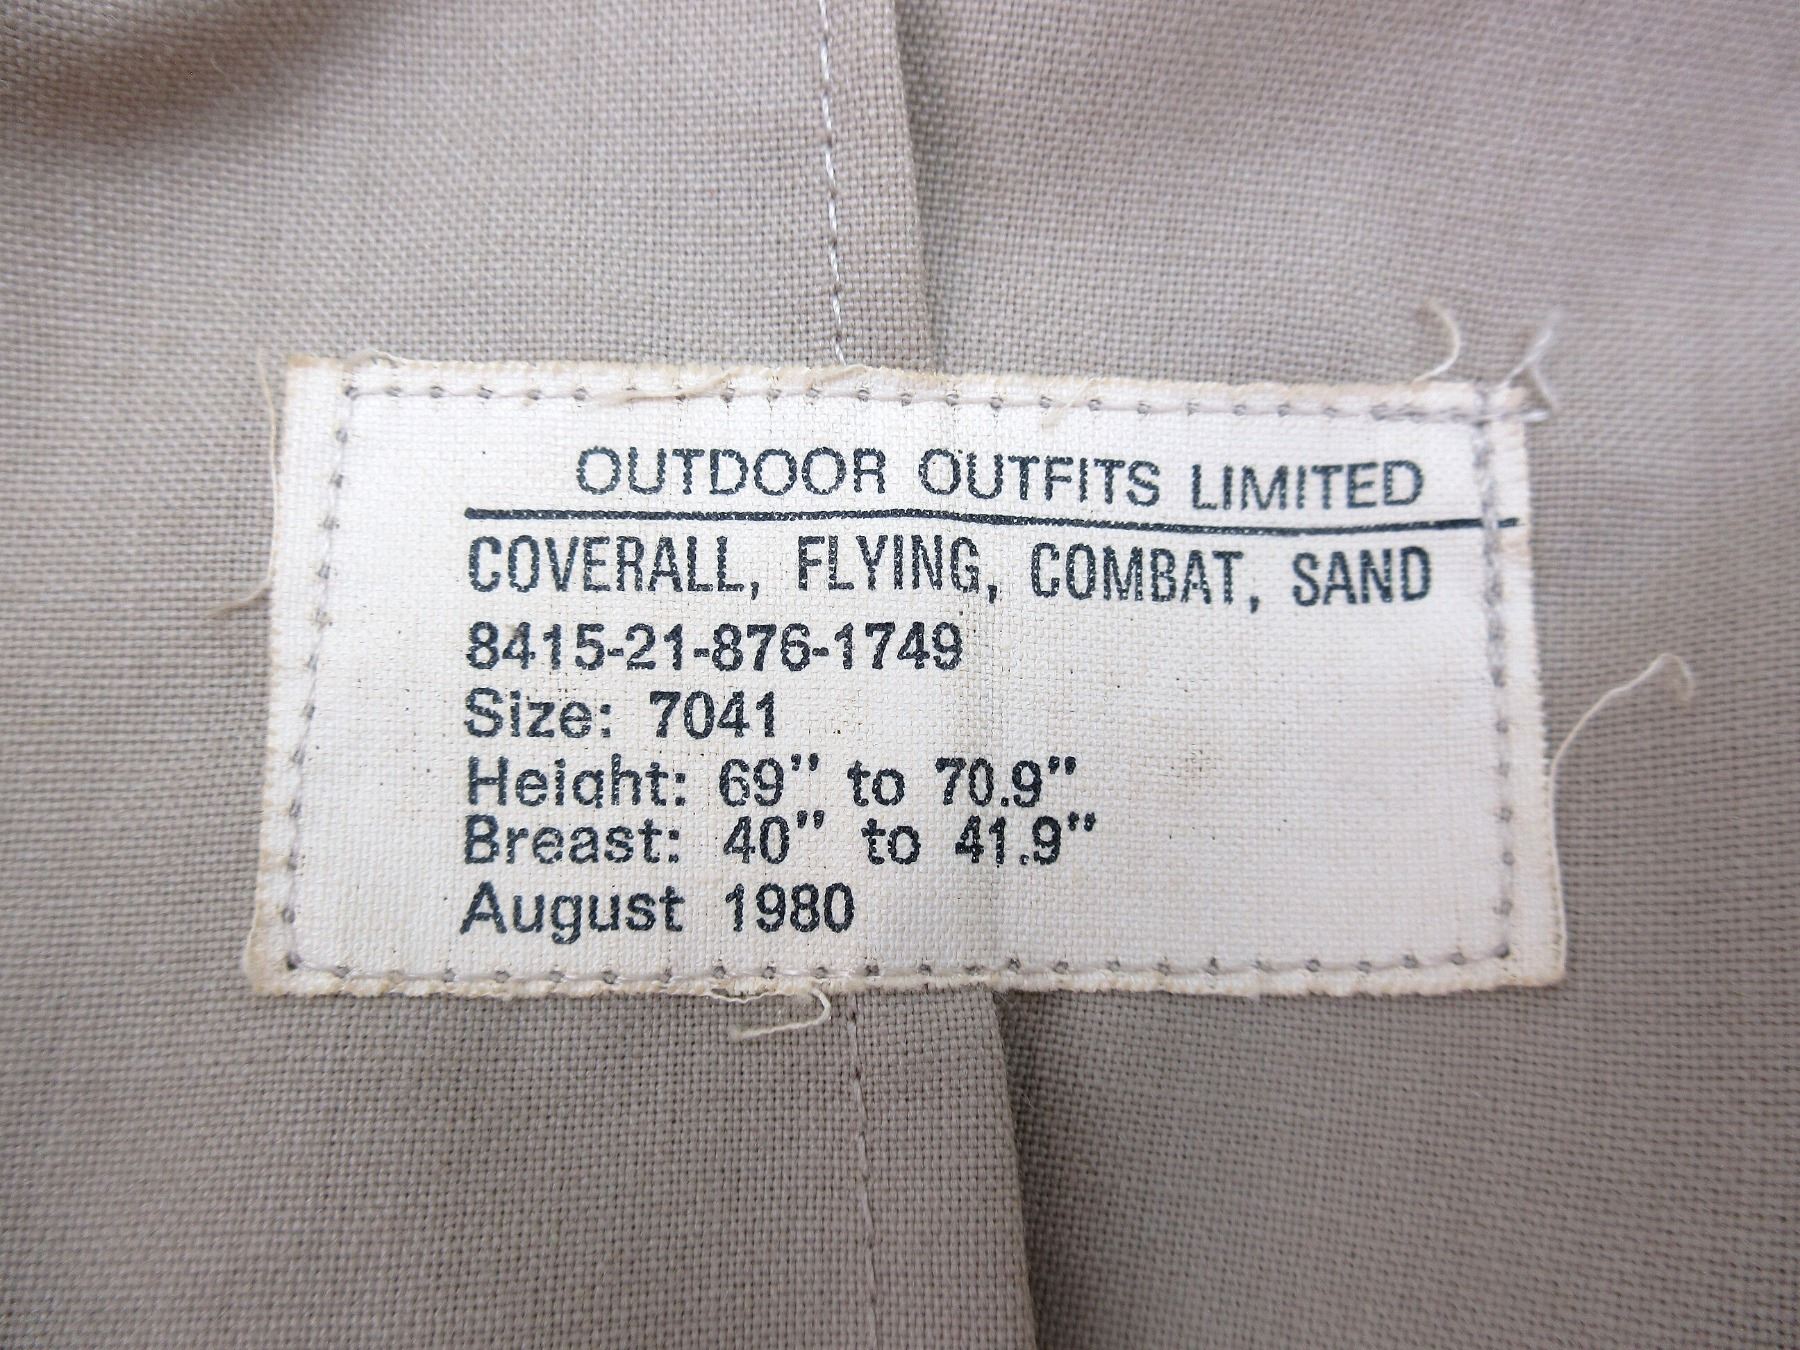 OUTDOOR OUTFITS LIMITED
COVERALL, FLYING, COMBAT, SAND
8415-21-876-1749
Size: 7041
Height: 69" to 70.9"
Breast: 40" to 41.9"
August 1980